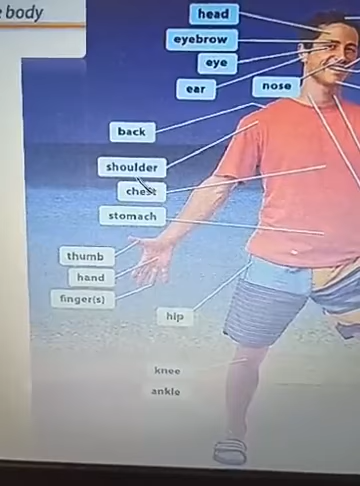 e body
head
eyebrow
eye
ear
nose
back
shoulder
chest
stomach
thumb
hand
finger(s)
hip
knee
ankle